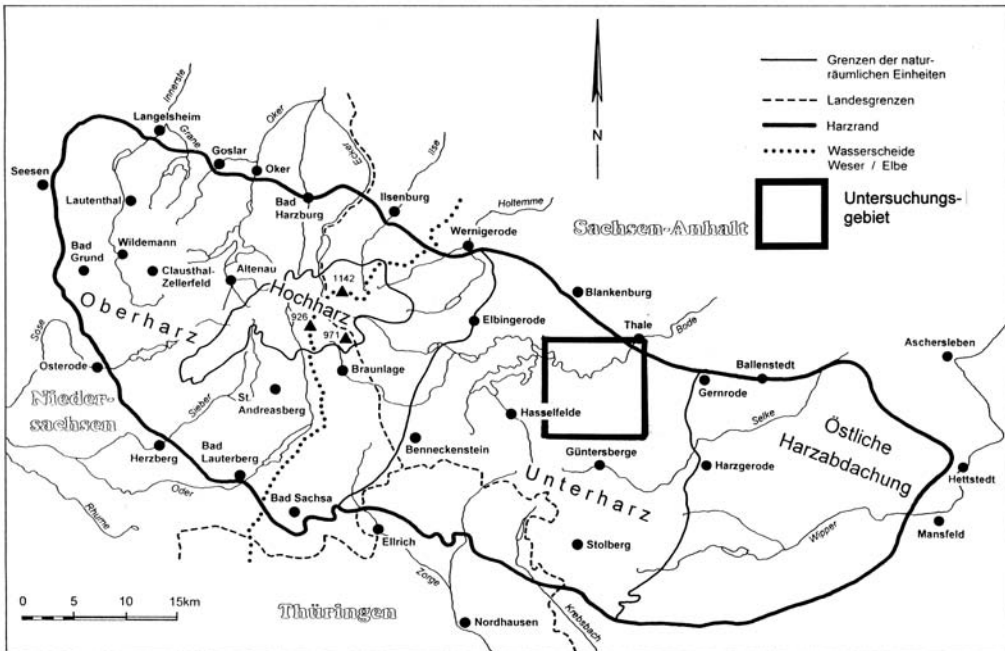 Grenzen der natur-
räumlichen Einheiten
Landesgrenzen
Harzrand
Wasserscheide
Weser / Elbe
Untersuchungs-
gebiet
N
Innerste
Langelsheim
Grane
Goslar
Oker
Oker
Ecker
Ilse
Seesen
Lautenthal
Bad
Harzburg
Ilsenburg
Holtemme
Wernigerode
Sachsen-Anhalt
Bad
Grund
Wildemann
Clausthal-
Zellerfeld
Altenau
1142
Hochharz
926
971
Oberharz
Blankenburg
Elbingerode
Thale
Bode
Aschersleben
Söse
Osterode
Braunlage
Ballenstedt
Gernrode
Nieder-
sachsen
Sieber
St.
Andreasberg
Hasselfelde
Selke
Östliche
Harzabdachung
Herzberg
Bad
Lauterberg
Benneckenstein
Güntersberge
Harzgerode
Hettstedt
Oder
Unterharz
Rhume
Bad Sachsa
Ellrich
Stolberg
Wipper
Mansfeld
Zorge
0 5 10 15km
Thüringen
Nordhausen
Krebsbach